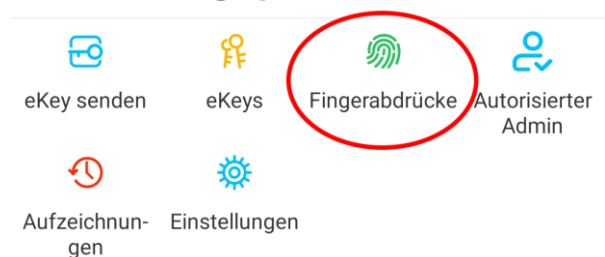 eKey senden eKeys Fingerabdrücke Autorisierter
Admin
Aufzeichnun- Einstellungen
gen